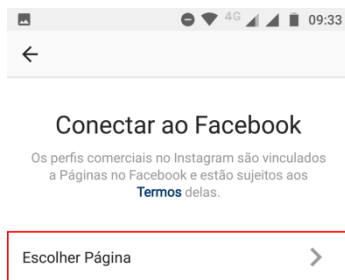 4G 09:33
Conectar ao Facebook
Os perfis comerciais no Instagram são vinculados
a Páginas no Facebook e estão sujeitos aos
Termos delas.
Escolher Página